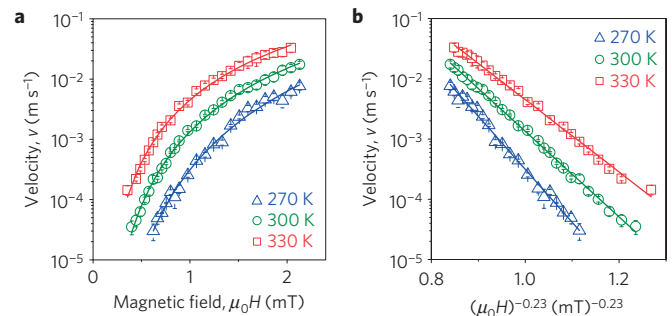 a
Velocity, v (m s⁻¹)
10⁻¹
10⁻²
10⁻³
10⁻⁴
10⁻⁵
270 K
300 K
330 K
0
1
2
Magnetic field, μ₀H (mT)
b
Velocity, v (m s⁻¹)
10⁻¹
10⁻²
10⁻³
10⁻⁴
10⁻⁵
270 K
300 K
330 K
0.8
1.0
1.2
(μ₀H)⁻⁰·²³ (mT)⁻⁰·²³